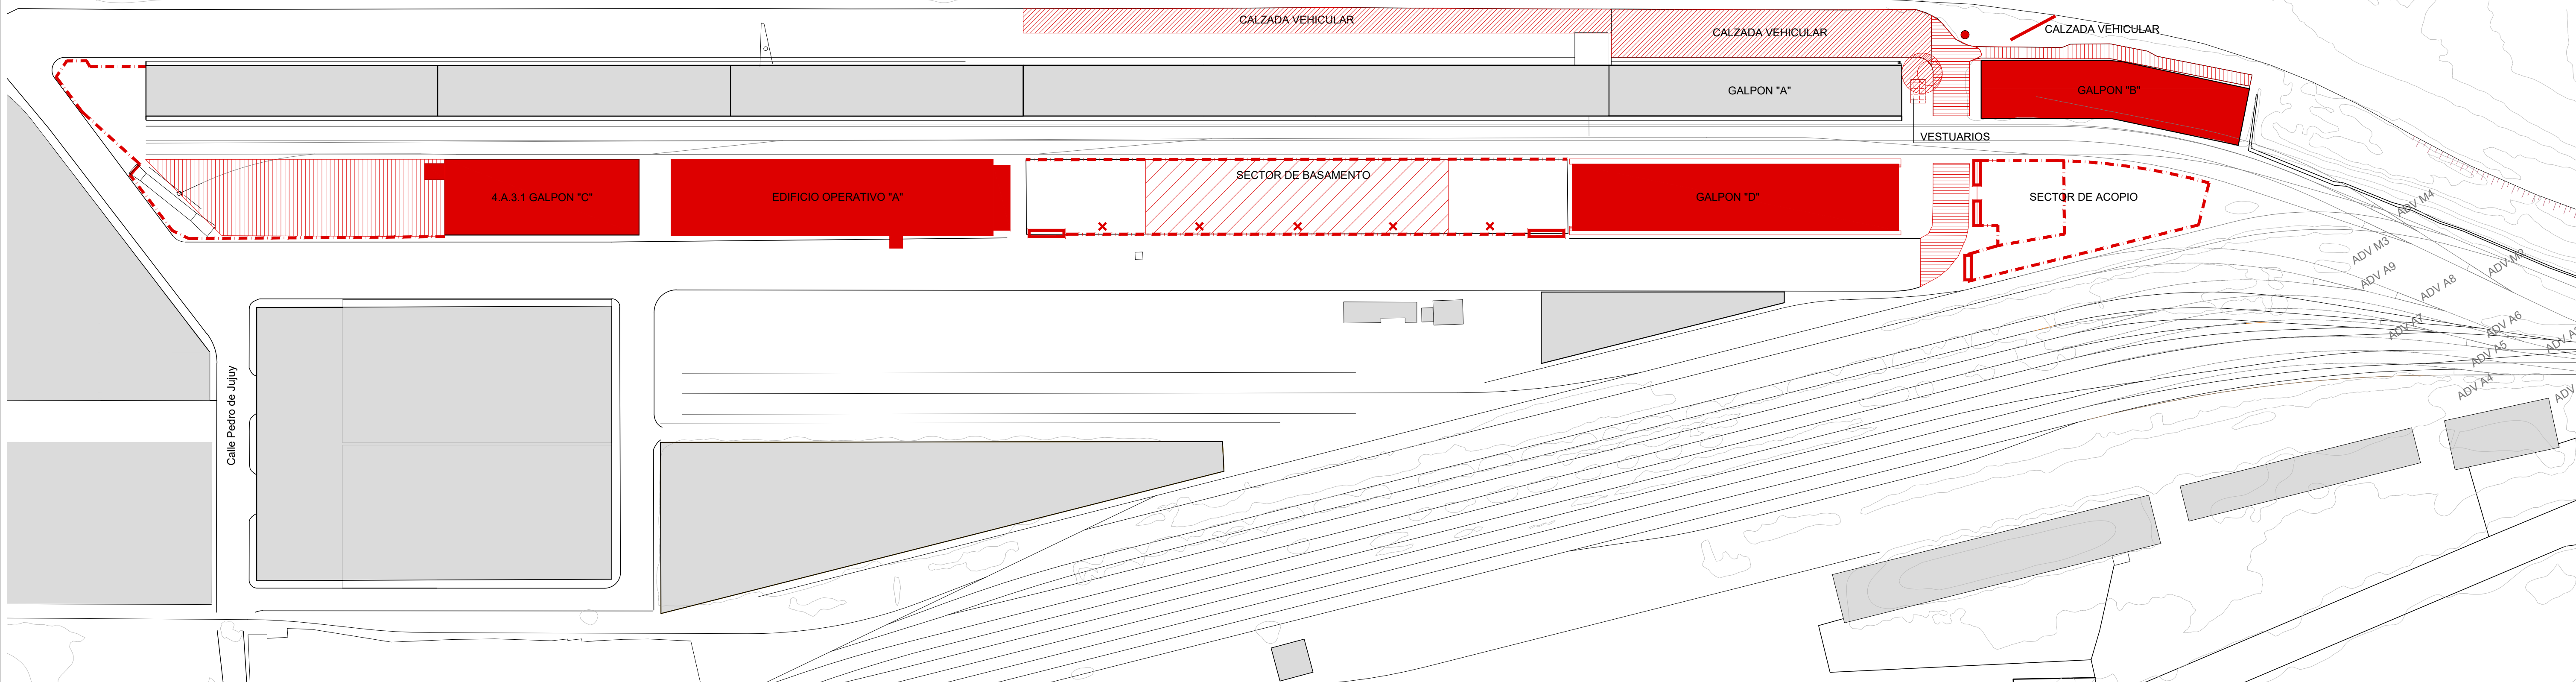 CALZADA VEHICULAR
CALZADA VEHICULAR
CALZADA VEHICULAR
GALPON "A"
GALPON "B"
VESTUARIOS
4.A.3.1 GALPON "C"
EDIFICIO OPERATIVO "A"
SECTOR DE BASAMENTO
GALPON "D"
SECTOR DE ACOPIO
ADV M4
ADV M3
ADV M2
ADV A9
ADV A8
ADV A7
ADV A6
ADV A5
ADV A4
ADV
ADV
Calle Pedro de Jujuy